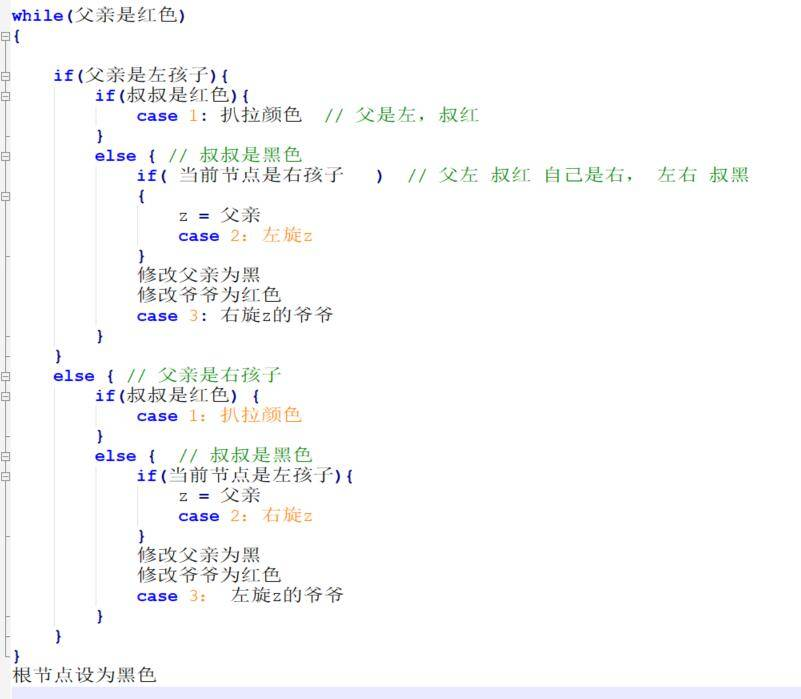 while(父亲是红色)
{
if(父亲是左孩子){
if(叔叔是红色){
case 1: 扒拉颜色 // 父是左，叔红
}
else { // 叔叔是黑色
if( 当前节点是右孩子 ) // 父左 叔红 自己是右， 左右 叔黑
{
z = 父亲
case 2: 左旋z
}
修改父亲为黑
修改爷爷为红色
case 3: 右旋z的爷爷
}
}
else { // 父亲是右孩子
if(叔叔是红色) {
case 1: 扒拉颜色
}
else { // 叔叔是黑色
if(当前节点是左孩子){
z = 父亲
case 2: 右旋z
}
修改父亲为黑
修改爷爷为红色
case 3: 左旋z的爷爷
}
}
}
根节点设为黑色